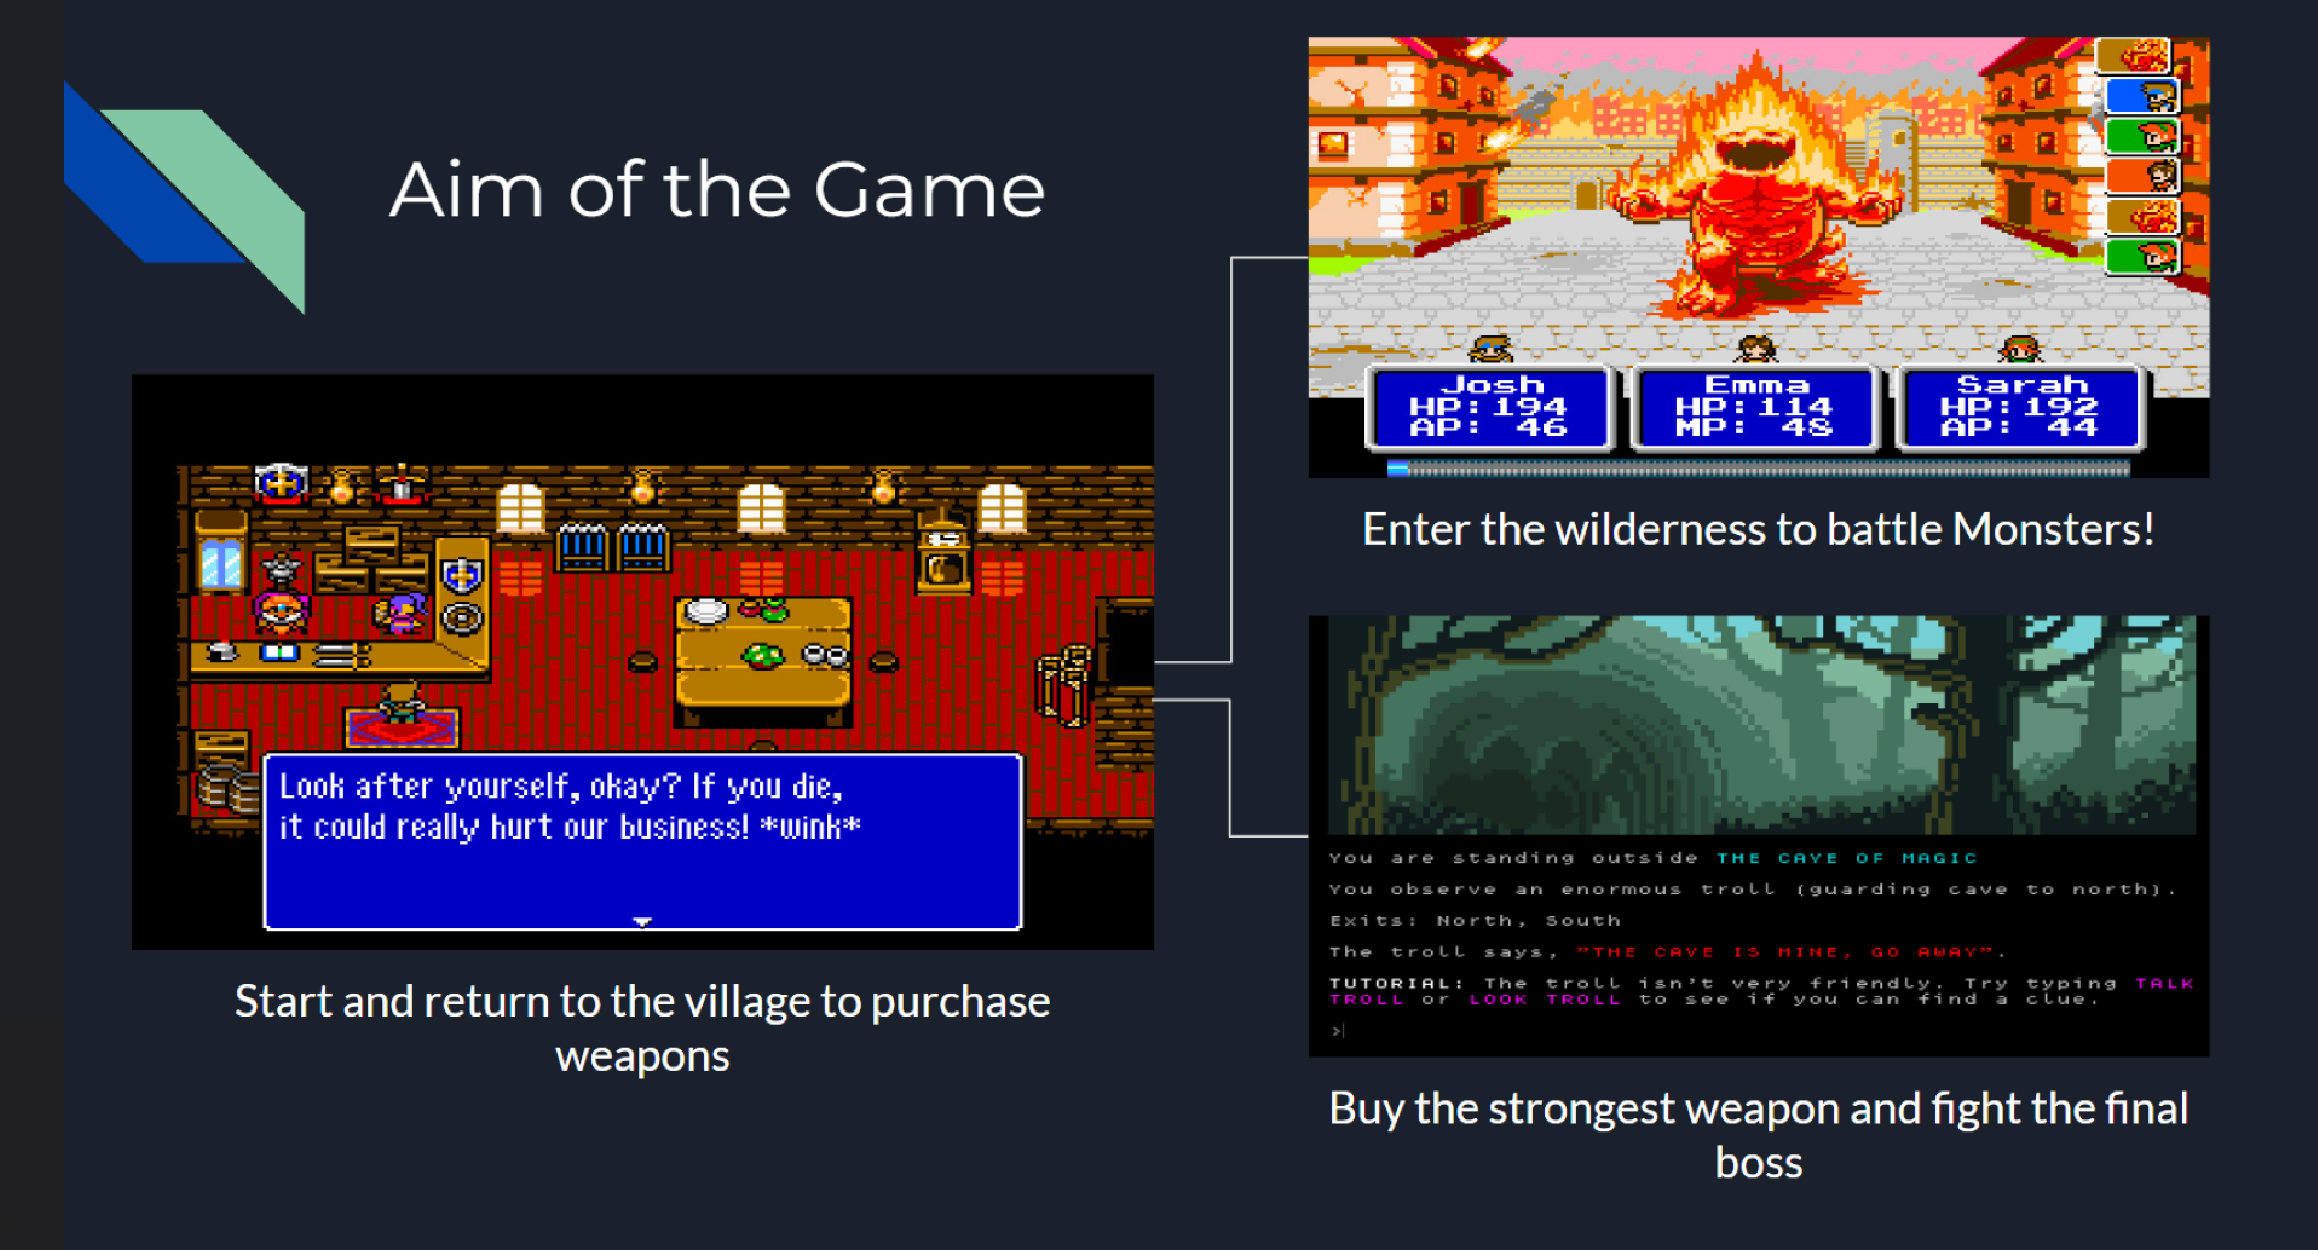 Aim of the Game
Look after yourself, okay? If you die,
it could really hurt our business! *wink*
Start and return to the village to purchase
weapons
Josh
HP:194
AP: 46
Emma
HP:114
MP: 48
Sarah
HP:192
AP: 44
Enter the wilderness to battle Monsters!
You are standing outside THE CAVE OF MAGIC
You observe an enormous troll (guarding cave to north).
Exits: North, South
The troll says, "THE CAVE IS MINE, GO AWAY".
TUTORIAL: The troll isn't very friendly. Try typing TALK
TROLL or LOOK TROLL to see if you can find a clue.
>
Buy the strongest weapon and fight the final
boss